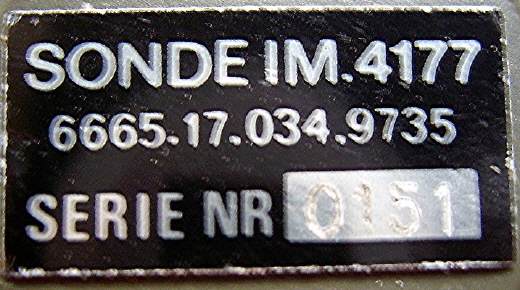 SONDE IM.4177
6665.17.034.9735
SERIE NR 0151